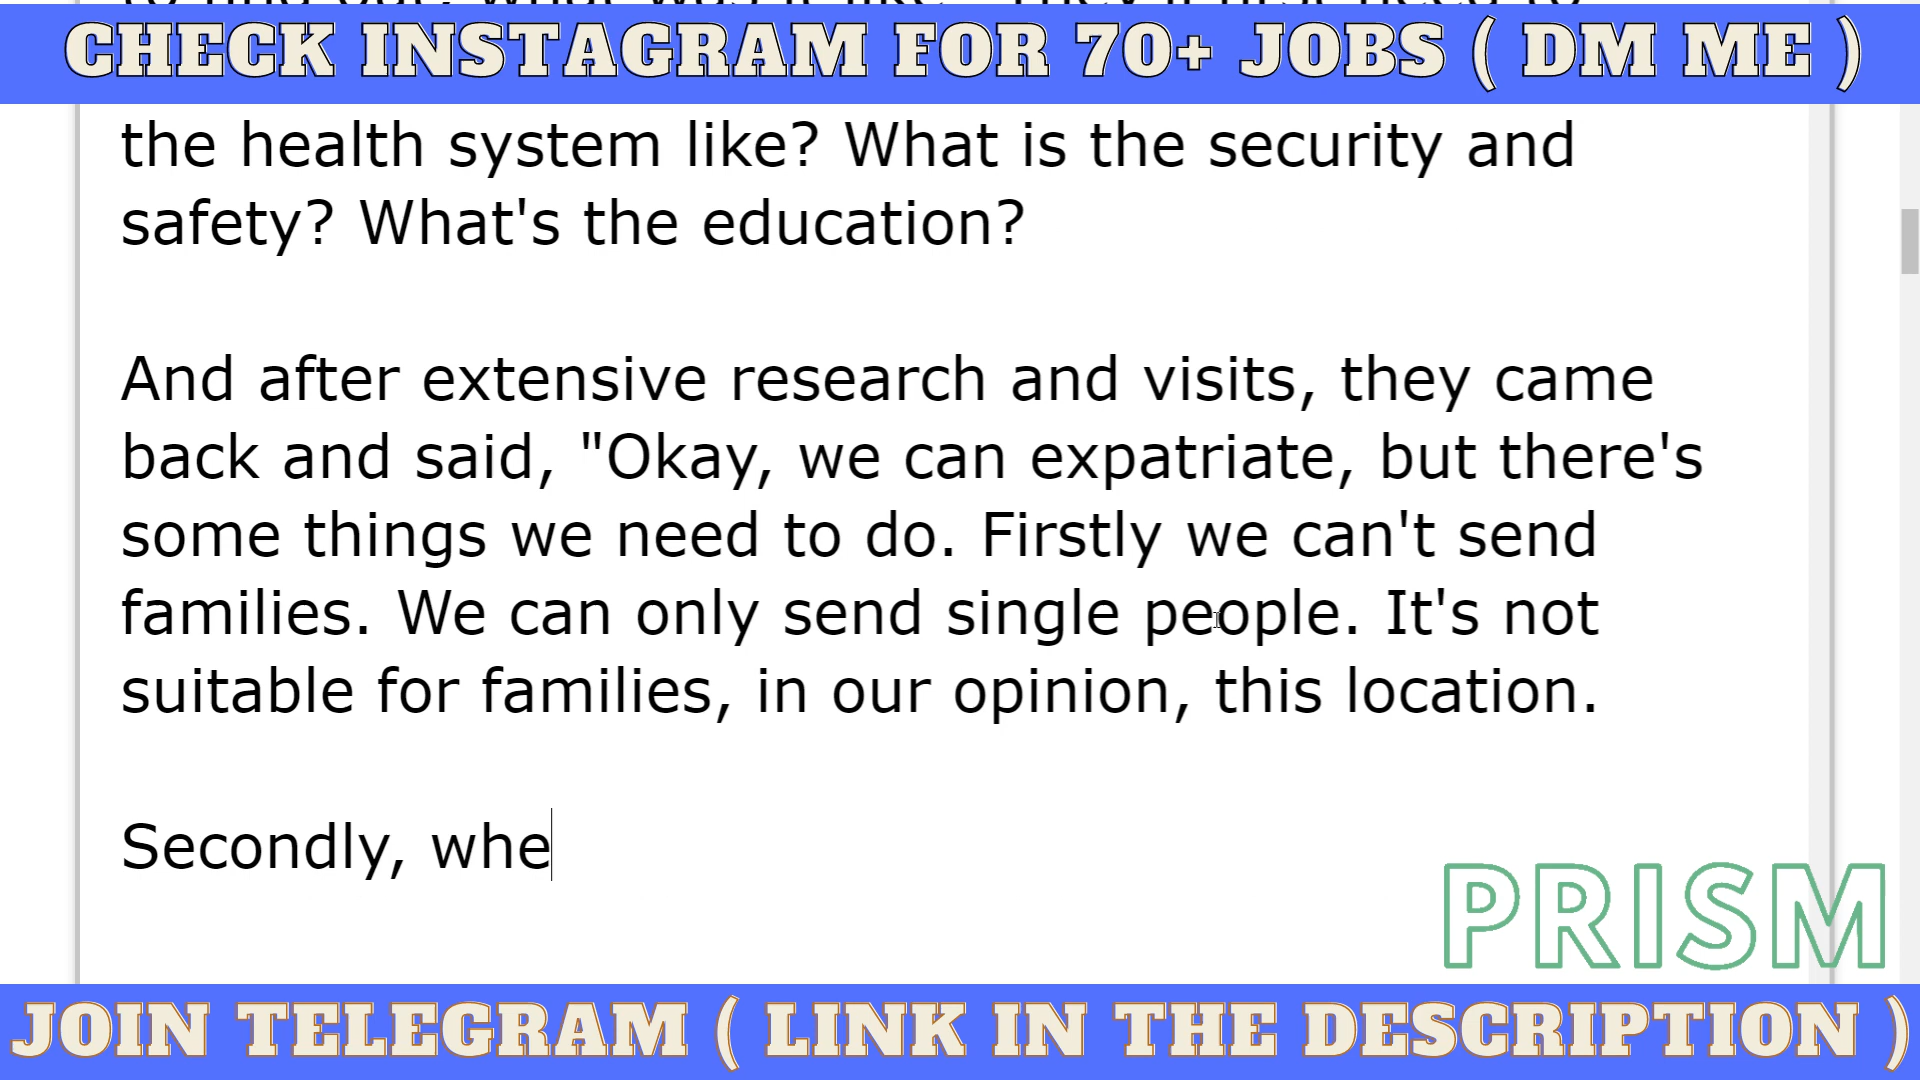 CHECK INSTAGRAM FOR 70+ JOBS ( DM ME )
the health system like? What is the security and
safety? What's the education?
And after extensive research and visits, they came
back and said, "Okay, we can expatriate, but there's
some things we need to do. Firstly we can't send
families. We can only send single people. It's not
suitable for families, in our opinion, this location.
Secondly, whe
PRISM
JOIN TELEGRAM ( LINK IN THE DESCRIPTION )